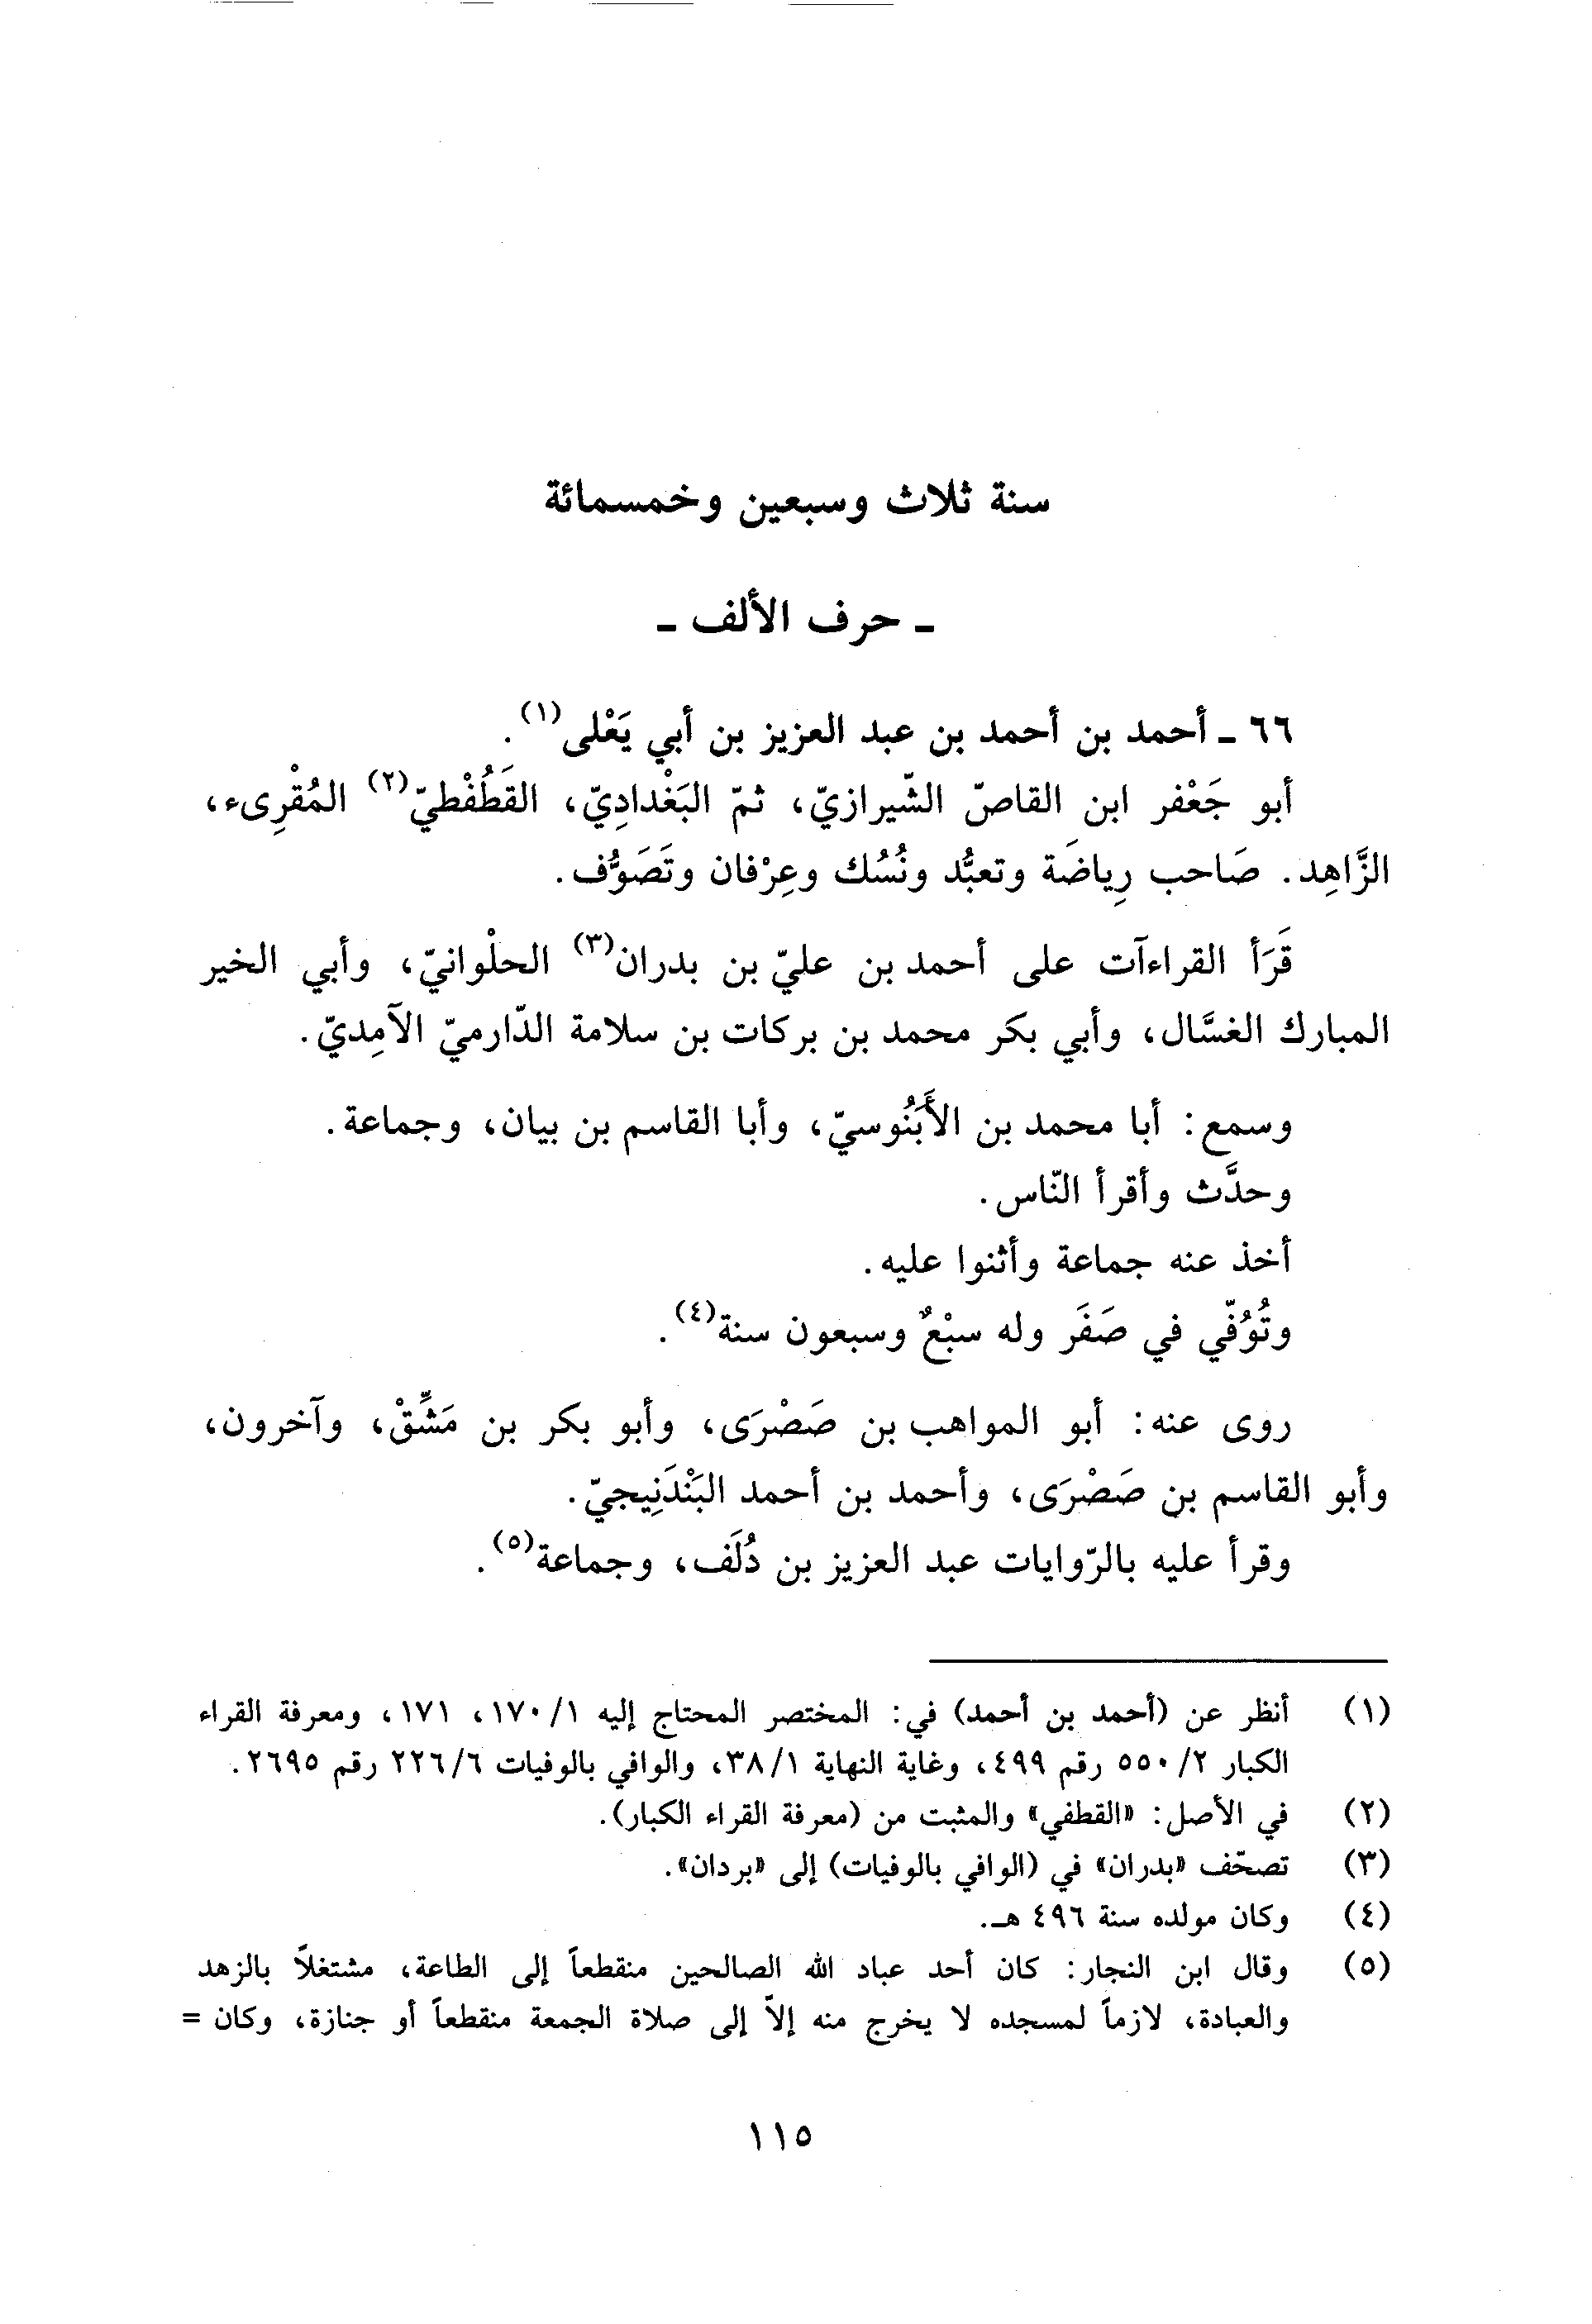 سنة ثلاث وسبعين وخمسمائة
ـ حرف الألف ـ
٦٦ ـ أحمد بن أحمد بن عبد العزيز بن أبي يَعْلى(١).
أبو جَعْفر ابن القاصّ الشّيرازيّ، ثمّ البَغْدادِيّ، القَطُفْطيّ(٢) المُقْرِىء،
الزَّاهِد. صَاحب رِياضَة وتعبُّد ونُسُك وعِرْفان وتَصَوُّف.
قَرَأ القراءآت على أحمد بن عليّ بن بدران(٣) الحلْوانيّ، وأبي الخير
المبارك الغسَّال، وأبي بكر محمد بن بركات بن سلامة الدّارميّ الآمِديّ.
وسمع: أبا محمد بن الأَبَنُوسيّ، وأبا القاسم بن بيان، وجماعة.
وحدَّث وأقرأ النّاس.
أخذ عنه جماعة وأثنوا عليه.
وتُوُفّي في صَفَر وله سبْعٌ وسبعون سنة(٤).
روى عنه: أبو المواهب بن صَصْرَى، وأبو بكر بن مَشِّقْ، وآخرون،
وأبو القاسم بن صَصْرَى، وأحمد بن أحمد البَنْدَنِيجيّ.
وقرأ عليه بالرّوايات عبد العزيز بن دُلَف، وجماعة(٥).
(١) أنظر عن (أحمد بن أحمد) في: المختصر المحتاج إليه ١/ ١٧٠، ١٧١، ومعرفة القراء
الكبار ٢/ ٥٥٠ رقم ٤٩٩، وغاية النهاية ١/ ٣٨، والوافي بالوفيات ٦/ ٢٢٦ رقم ٢٦٩٥.
(٢) في الأصل: «القطفي» والمثبت من (معرفة القراء الكبار).
(٣) تصحّف «بدران» في (الوافي بالوفيات) إلى «بردان».
(٤) وكان مولده سنة ٤٩٦ هـ.
(٥) وقال ابن النجار: كان أحد عباد الله الصالحين منقطعاً إلى الطاعة، مشتغلاً بالزهد
والعبادة، لازماً لمسجده لا يخرج منه إلاّ إلى صلاة الجمعة منقطعاً أو جنازة، وكان =
١١٥